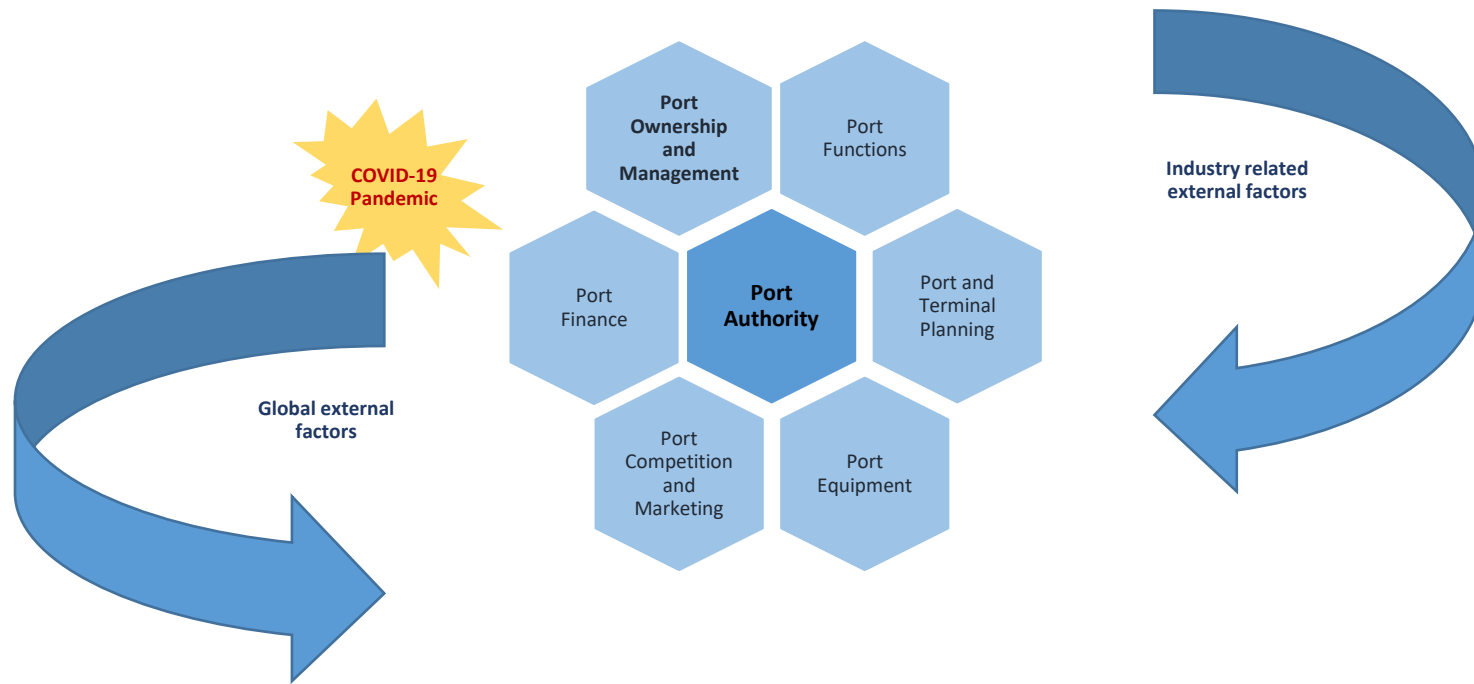 Port
Ownership
and
Management
Port
Functions
COVID-19
Pandemic
Industry related
external factors
Port
Finance
Port
Authority
Port and
Terminal
Planning
Global external
factors
Port
Competition
and
Marketing
Port
Equipment